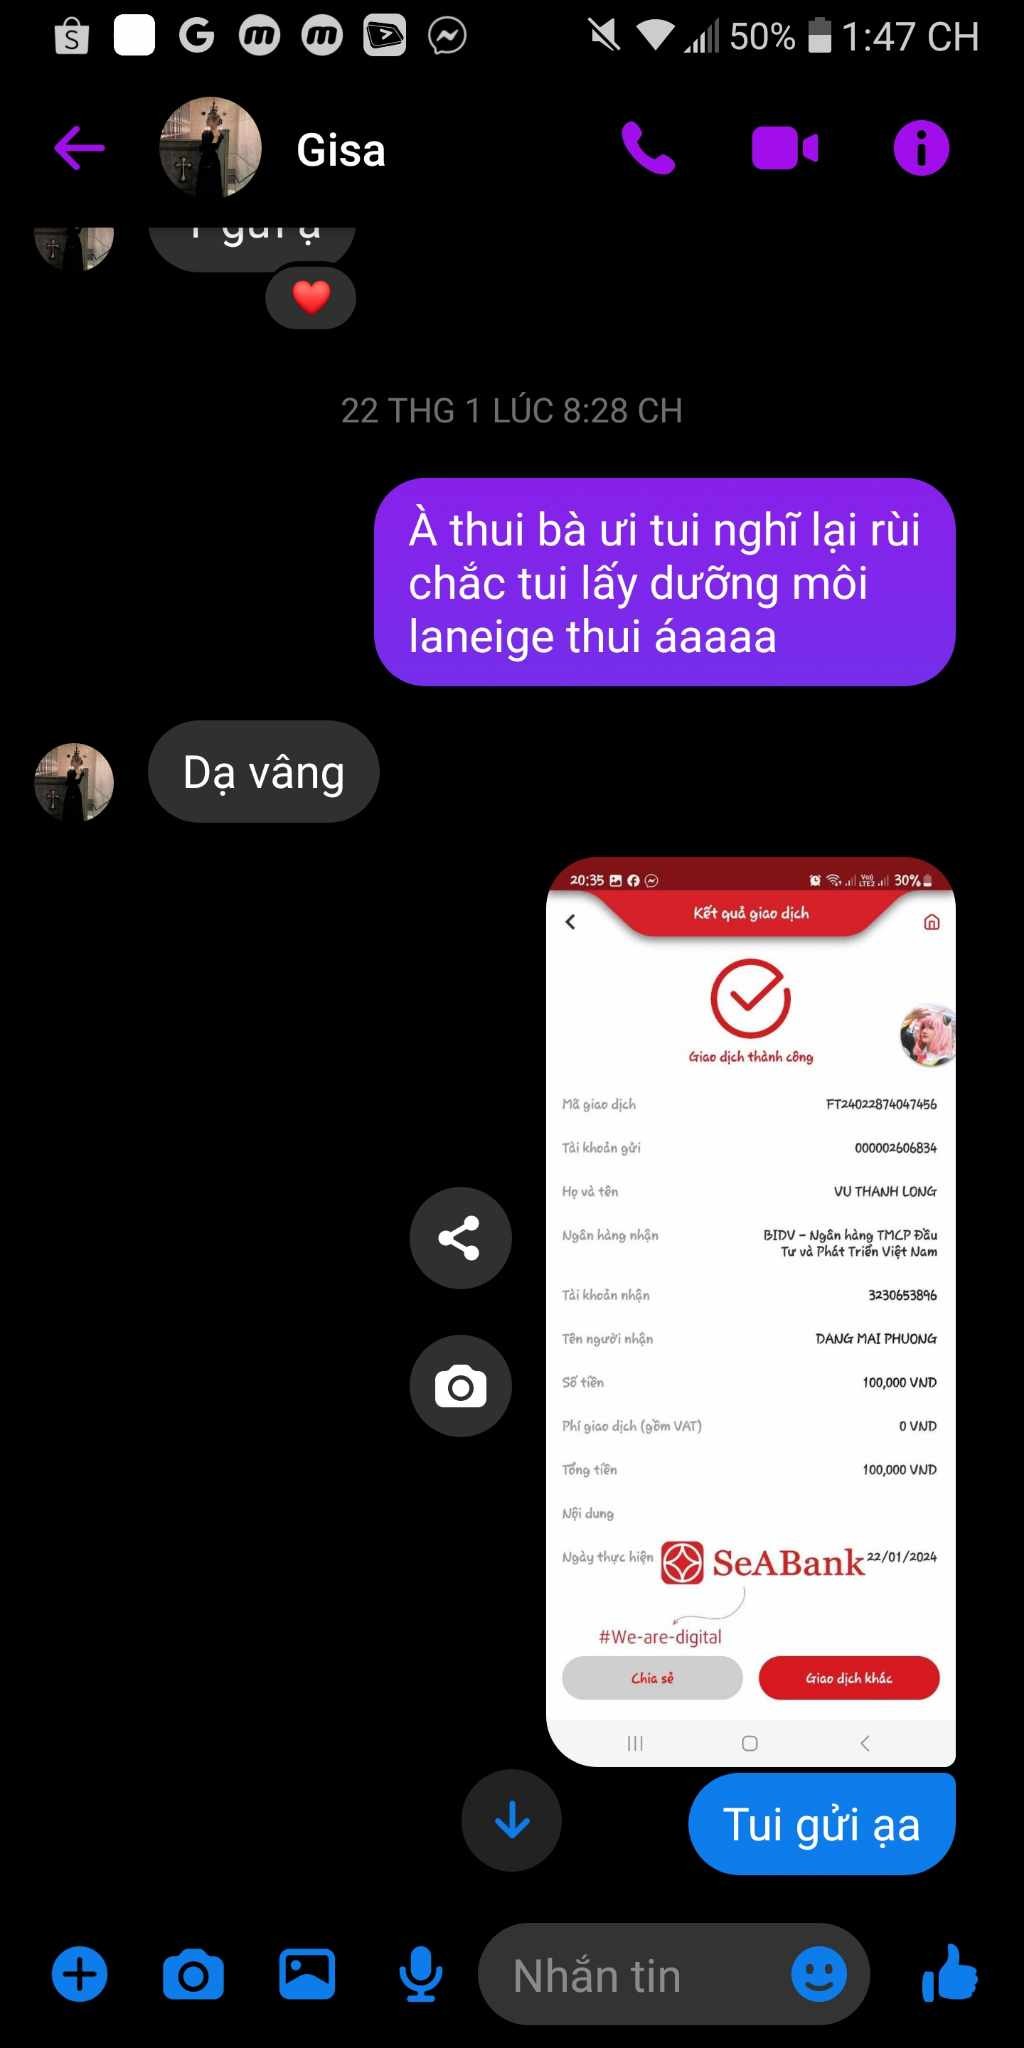 50% 1:47 CH
Gisa
22 THG 1 LÚC 8:28 CH
À thui bà ưi tui nghĩ lại rùi
chắc tui lấy dưỡng môi
laneige thui áaaaa
Dạ vâng
20:35 30%
Kết quả giao dịch
Giao dịch thành công
Mã giao dịch FT24022874047456
Tài khoản gửi 000002606834
Họ và tên VU THANH LONG
Ngân hàng nhận BIDV - Ngân hàng TMCP Đầu
Tư và Phát Triển Việt Nam
Tài khoản nhận 3230653896
Tên người nhận DANG MAI PHUONG
Số tiền 100,000 VND
Phí giao dịch (gồm VAT) 0 VND
Tổng tiền 100,000 VND
Nội dung
Ngày thực hiện SeABank 22/01/2024
#We-are-digital
Chia sẻ Giao dịch khác
Tui gửi ạa
Nhắn tin